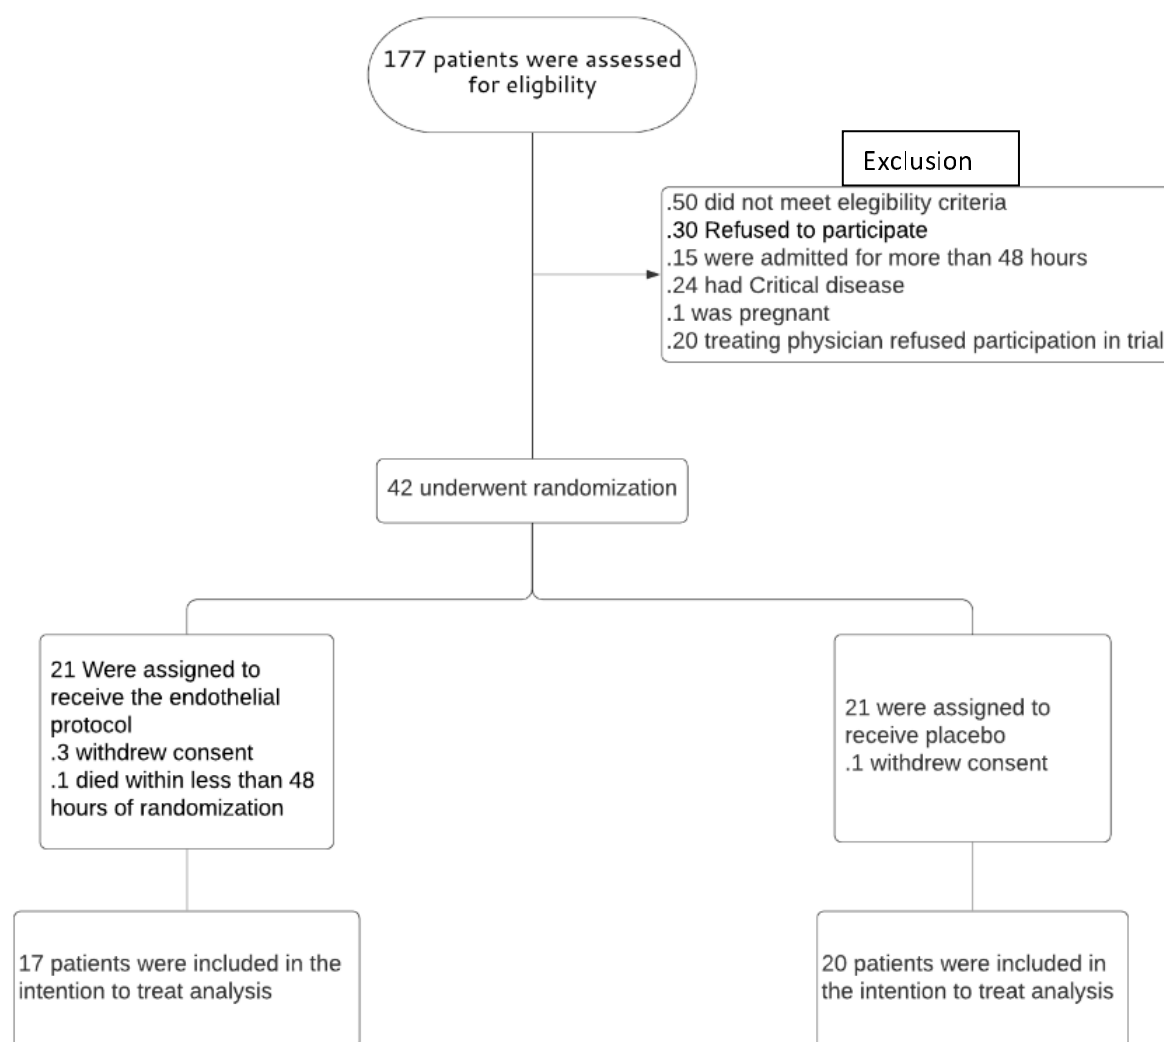 177 patients were assessed
for eligbility
Exclusion
.50 did not meet elegibility criteria
.30 Refused to participate
.15 were admitted for more than 48 hours
.24 had Critical disease
.1 was pregnant
.20 treating physician refused participation in trial
42 underwent randomization
21 Were assigned to
receive the endothelial
protocol
.3 withdrew consent
.1 died within less than 48
hours of randomization
21 were assigned to
receive placebo
.1 withdrew consent
17 patients were included in the
intention to treat analysis
20 patients were included in
the intention to treat analysis